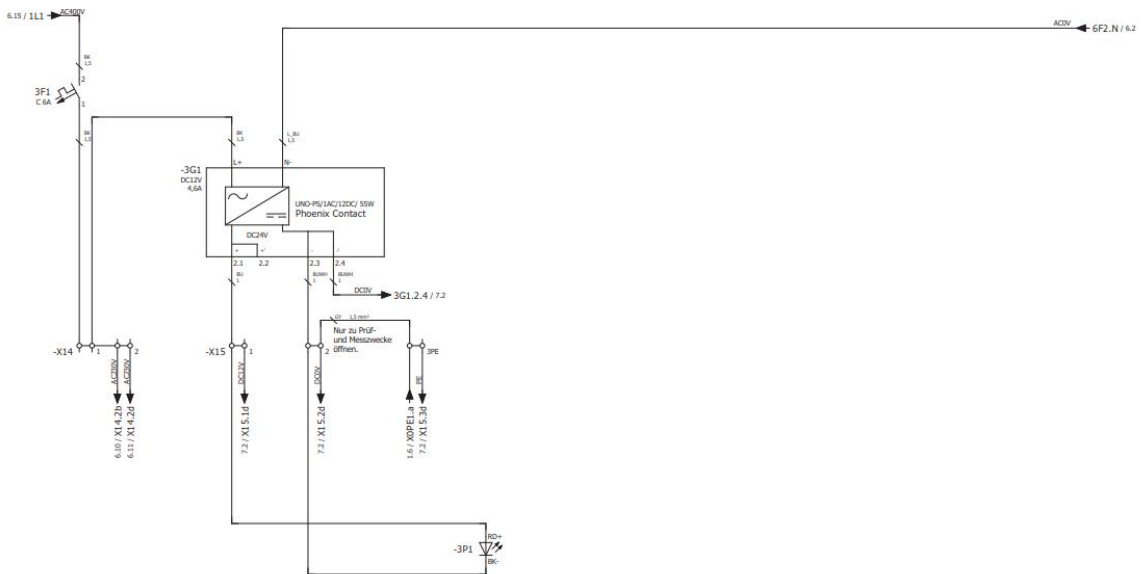 6.15 / 1L1
AC400V
AC0V
6F2.N / 6.2
BK
1,5
2
3F1
C 6A
1
BK
1,5
BK
1,5
BK
1,5
L_BU
1,5
L+
N-
-3G1
DC12V
4,6A
UNO-PS/1AC/12DC/ 55W
Phoenix Contact
DC24V
+
+'
-
2.1
2.2
2.3
2.4
BU
1
BUWH
1
BUWH
1
DC0V
3G1.2.4 / 7.2
GY 1,5 mm²
Nur zu Prüf-
und Messzwecke
öffnen.
-X14
1
2
-X15
1
2
3PE
AC230V
AC230V
DC12V
DC0V
PE
6.10 / X14.2b
6.11 / X14.2d
7.2 / X15.1d
7.2 / X15.2d
1.6 / X0PE1.a
7.2 / X15.3d
RD+
-3P1
BK-